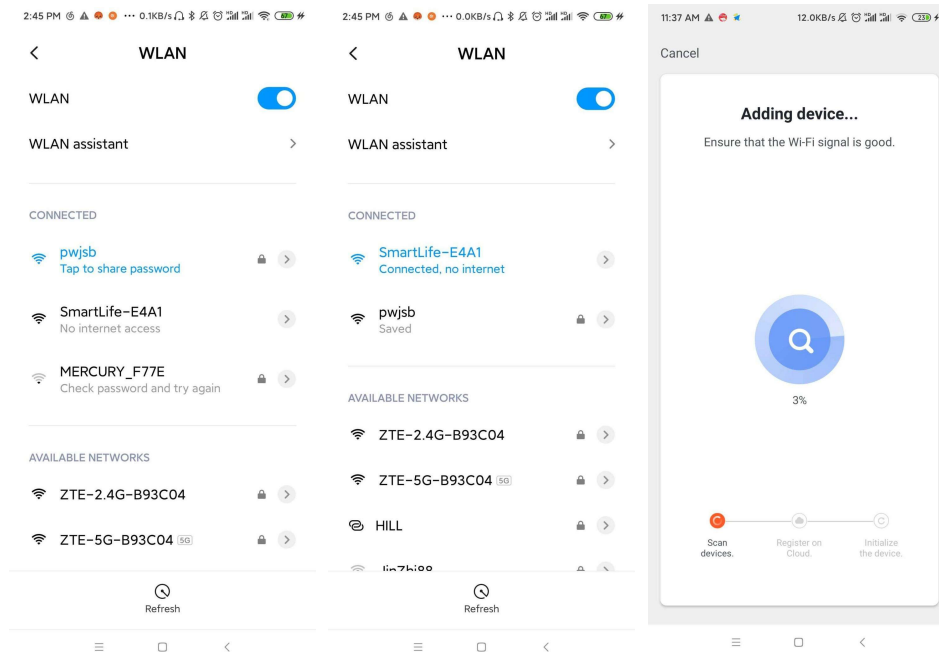 2:45 PM ··· 0.1KB/s 67
WLAN
WLAN
WLAN assistant
CONNECTED
pwjsb
Tap to share password
SmartLife-E4A1
No internet access
MERCURY_F77E
Check password and try again
AVAILABLE NETWORKS
ZTE-2.4G-B93C04
ZTE-5G-B93C04 5G
Refresh
2:45 PM ··· 0.0KB/s 67
WLAN
WLAN
WLAN assistant
CONNECTED
SmartLife-E4A1
Connected, no internet
pwjsb
Saved
AVAILABLE NETWORKS
ZTE-2.4G-B93C04
ZTE-5G-B93C04 5G
HILL
JinZhi88
Refresh
11:37 AM 12.0KB/s 23
Cancel
Adding device...
Ensure that the Wi-Fi signal is good.
3%
Scan
devices.
Register on
Cloud.
Initialize
the device.